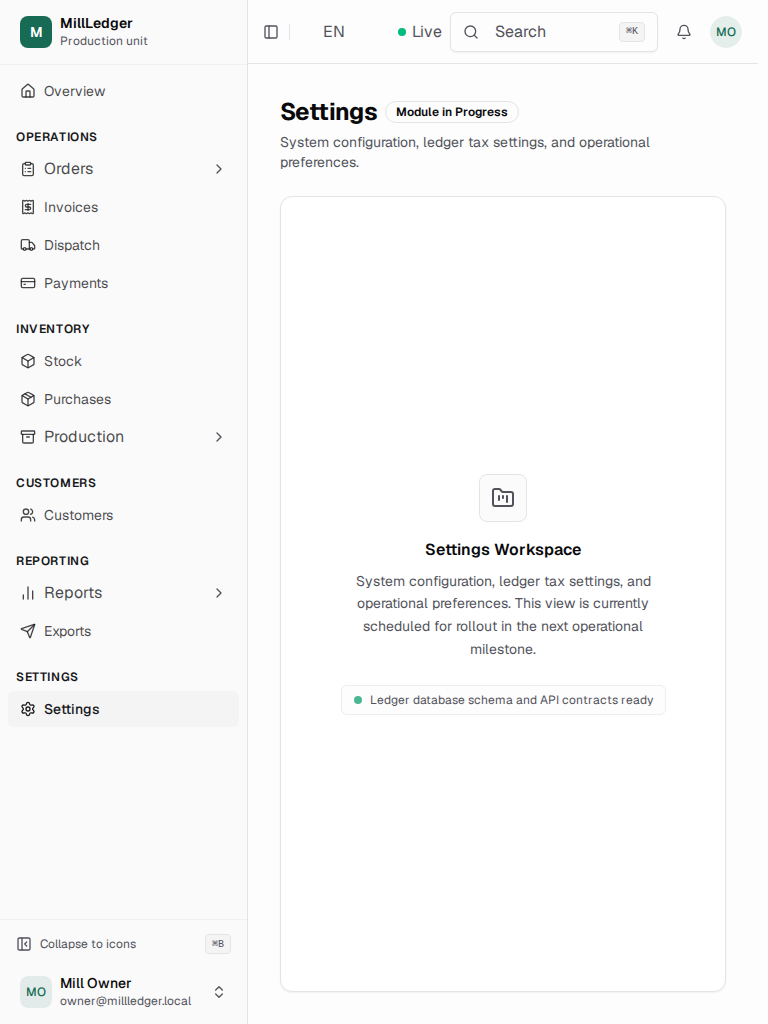 M
MillLedger
Production unit
Overview
OPERATIONS
Orders
Invoices
Dispatch
Payments
INVENTORY
Stock
Purchases
Production
CUSTOMERS
Customers
REPORTING
Reports
Exports
SETTINGS
Settings
Collapse to icons ⌘B
MO
Mill Owner
owner@millledger.local
EN
Live
Search ⌘K
MO
Settings
Module in Progress
System configuration, ledger tax settings, and operational
preferences.
Settings Workspace
System configuration, ledger tax settings, and
operational preferences. This view is currently
scheduled for rollout in the next operational
milestone.
Ledger database schema and API contracts ready